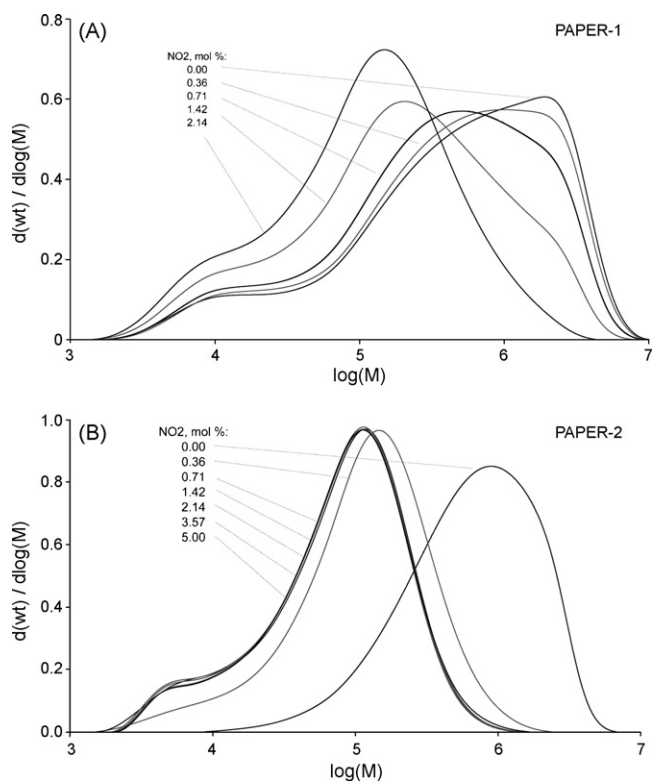 (A)
PAPER-1
NO2, mol %:
0.00
0.36
0.71
1.42
2.14
d(wt) / dlog(M)
0.8
0.6
0.4
0.2
0
3 4 5 6 7
log(M)
(B)
PAPER-2
NO2, mol %:
0.00
0.36
0.71
1.42
2.14
3.57
5.00
d(wt) / dlog(M)
1.0
0.8
0.6
0.4
0.2
0.0
3 4 5 6 7
log(M)